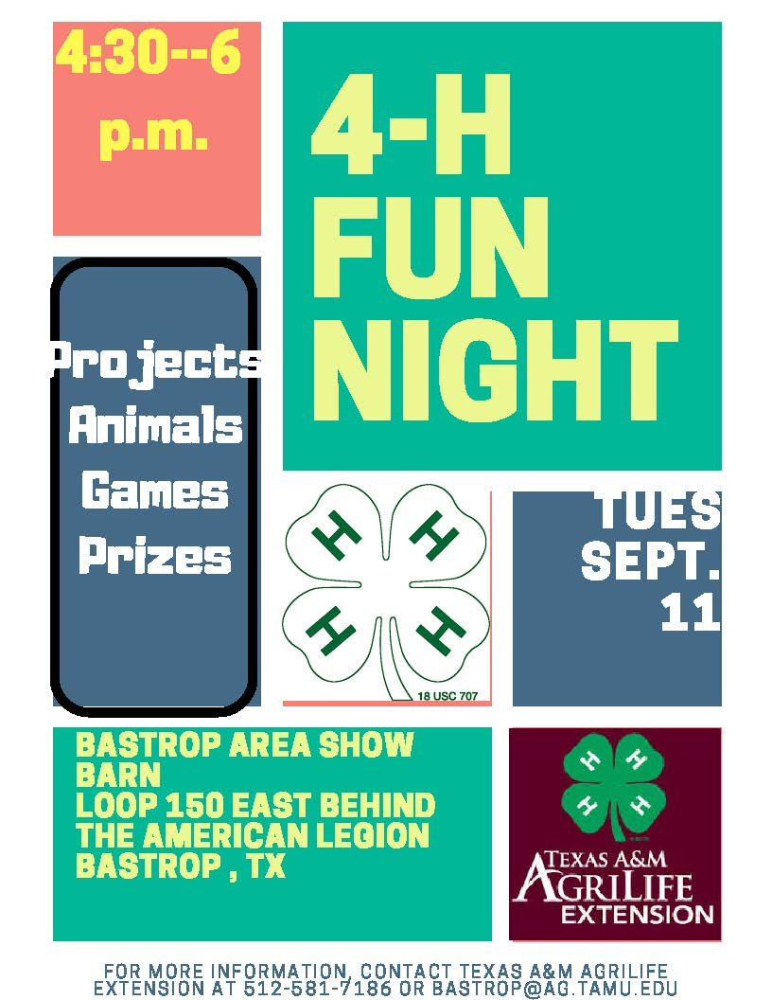 4:30--6
p.m.
4-H
FUN
NIGHT
Projects
Animals
Games
Prizes
H H
H H
18 USC 707
TUES
SEPT.
11
BASTROP AREA SHOW
BARN
LOOP 150 EAST BEHIND
THE AMERICAN LEGION
BASTROP , TX
H H
H H
TEXAS A&M
AGRILIFE
EXTENSION
FOR MORE INFORMATION, CONTACT TEXAS A&M AGRILIFE
EXTENSION AT 512-581-7186 OR BASTROP@AG.TAMU.EDU